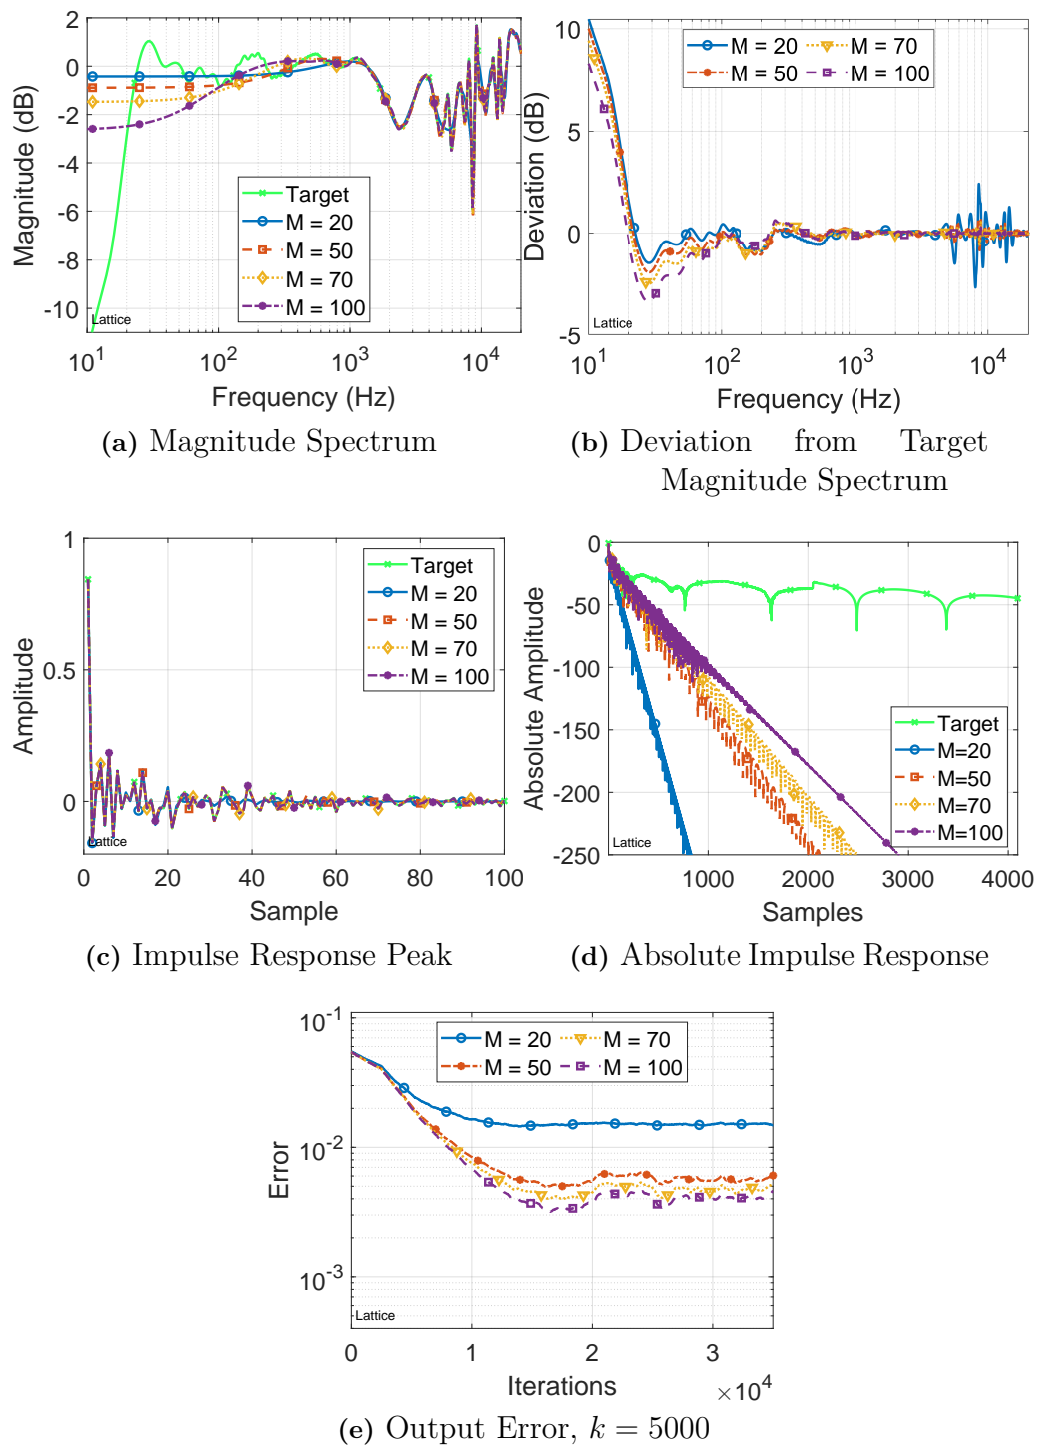 2
0
-2
-4
-6
-8
-10
Magnitude (dB)
Target
M = 20
M = 50
M = 70
M = 100
Lattice
10^1
10^2
10^3
10^4
Frequency (Hz)
(a) Magnitude Spectrum
10
5
0
-5
Deviation (dB)
M = 20
M = 70
M = 50
M = 100
Lattice
10^1
10^2
10^3
10^4
Frequency (Hz)
(b) Deviation from Target
Magnitude Spectrum
1
0.5
0
Amplitude
Target
M = 20
M = 50
M = 70
M = 100
Lattice
0
20
40
60
80
100
Sample
(c) Impulse Response Peak
0
-50
-100
-150
-200
-250
Absolute Amplitude
Target
M=20
M=50
M=70
M=100
Lattice
1000
2000
3000
4000
Samples
(d) Absolute Impulse Response
10^-1
10^-2
10^-3
Error
M = 20
M = 70
M = 50
M = 100
Lattice
0
1
2
3
×10^4
Iterations
(e) Output Error, k = 5000